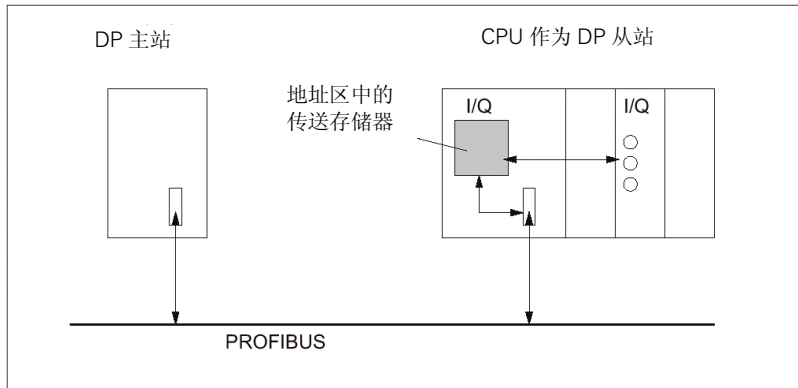 DP 主站
CPU 作为 DP 从站
地址区中的
传送存储器
I/Q
I/Q
PROFIBUS